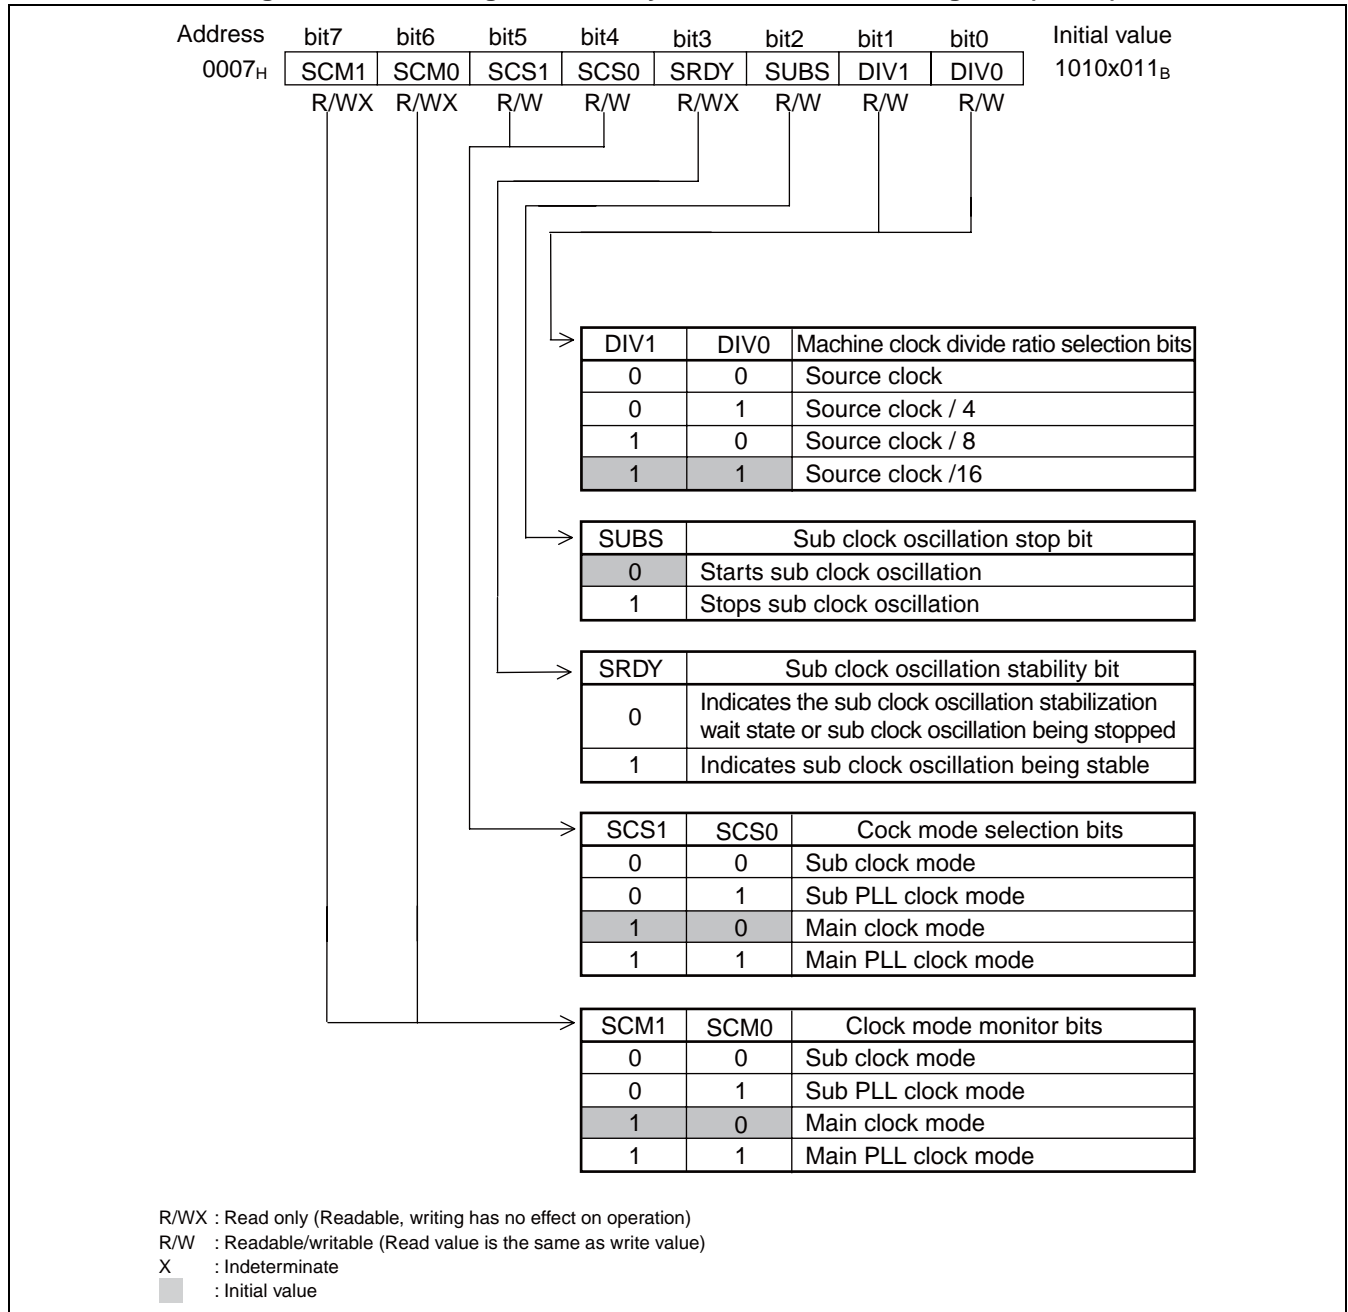 Address bit7 bit6 bit5 bit4 bit3 bit2 bit1 bit0 Initial value
0007H SCM1 SCM0 SCS1 SCS0 SRDY SUBS DIV1 DIV0 1010x011B
R/WX R/WX R/W R/W R/WX R/W R/W R/W
DIV1 DIV0 Machine clock divide ratio selection bits
0 0 Source clock
0 1 Source clock / 4
1 0 Source clock / 8
1 1 Source clock /16
SUBS Sub clock oscillation stop bit
0 Starts sub clock oscillation
1 Stops sub clock oscillation
SRDY Sub clock oscillation stability bit
0 Indicates the sub clock oscillation stabilization
wait state or sub clock oscillation being stopped
1 Indicates sub clock oscillation being stable
SCS1 SCS0 Cock mode selection bits
0 0 Sub clock mode
0 1 Sub PLL clock mode
1 0 Main clock mode
1 1 Main PLL clock mode
SCM1 SCM0 Clock mode monitor bits
0 0 Sub clock mode
0 1 Sub PLL clock mode
1 0 Main clock mode
1 1 Main PLL clock mode
R/WX : Read only (Readable, writing has no effect on operation)
R/W : Readable/writable (Read value is the same as write value)
X : Indeterminate
: Initial value